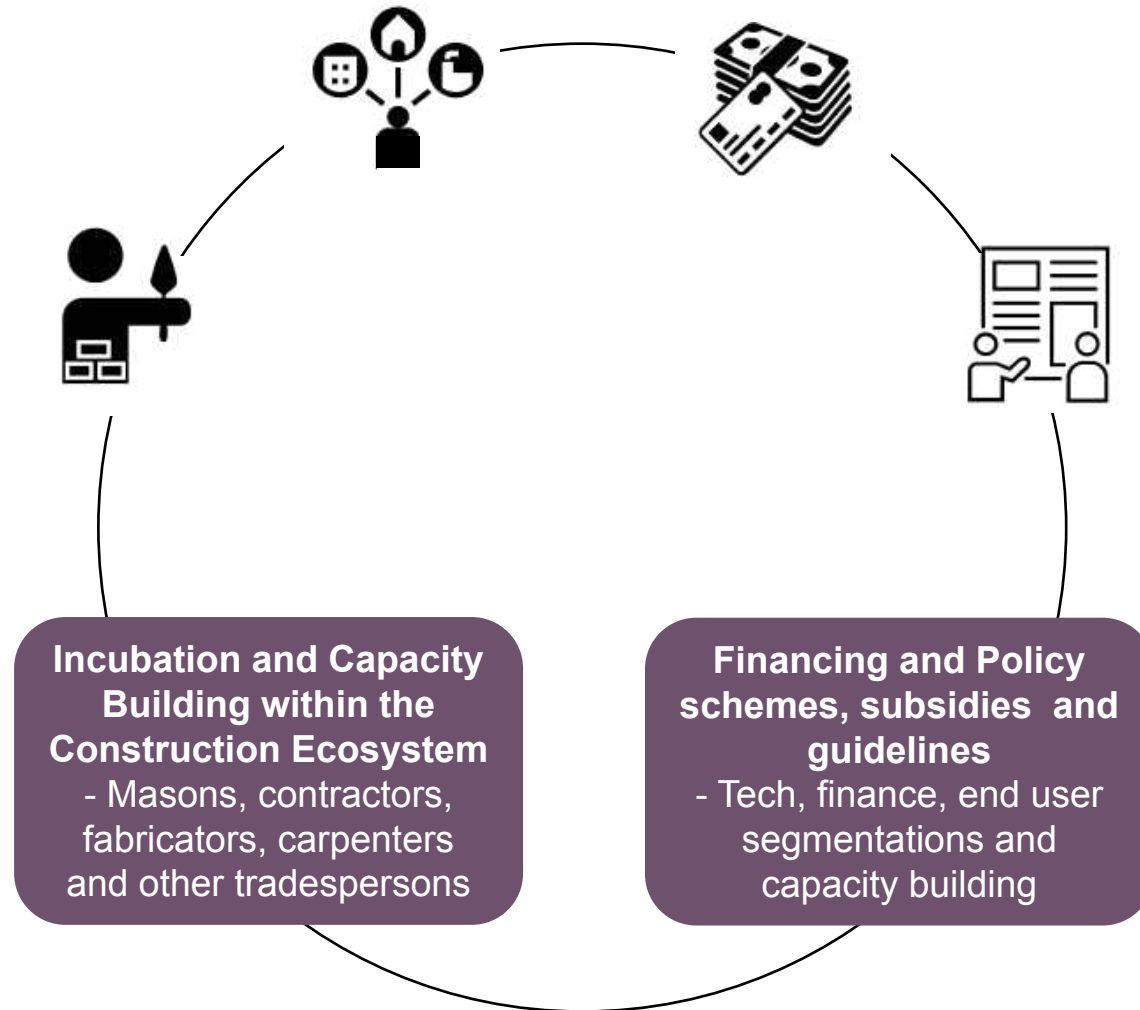 Incubation and Capacity
Building within the
Construction Ecosystem
- Masons, contractors,
fabricators, carpenters
and other tradespersons
Financing and Policy
schemes, subsidies  and
guidelines
- Tech, finance, end user
segmentations and
capacity building